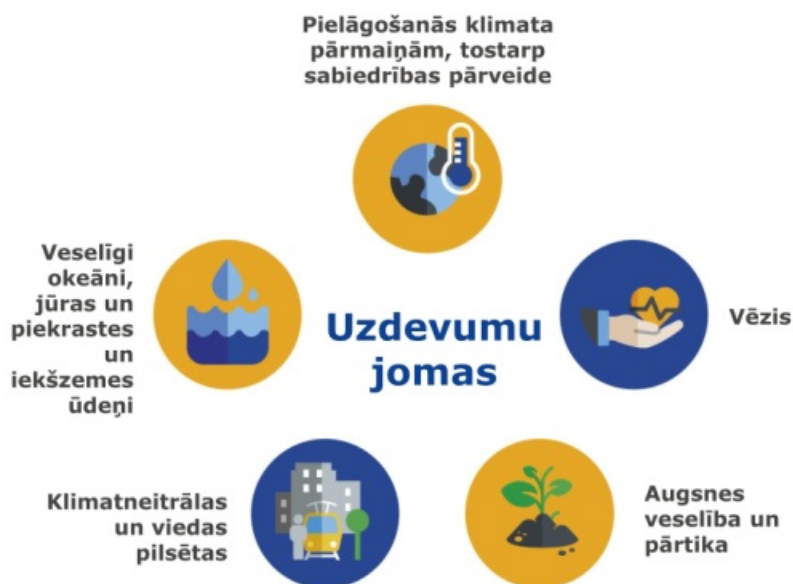 Pielāgošanās klimata
pārmaiņām, tostarp
sabiedrības pārveide
Veselīgi
okeāni,
jūras un
piekrastes
un
iekšzemes
ūdeņi
Uzdevumu
jomas
Vēzis
Klimatneitrālas
un viedas
pilsētas
Augsnes
veselība un
pārtika